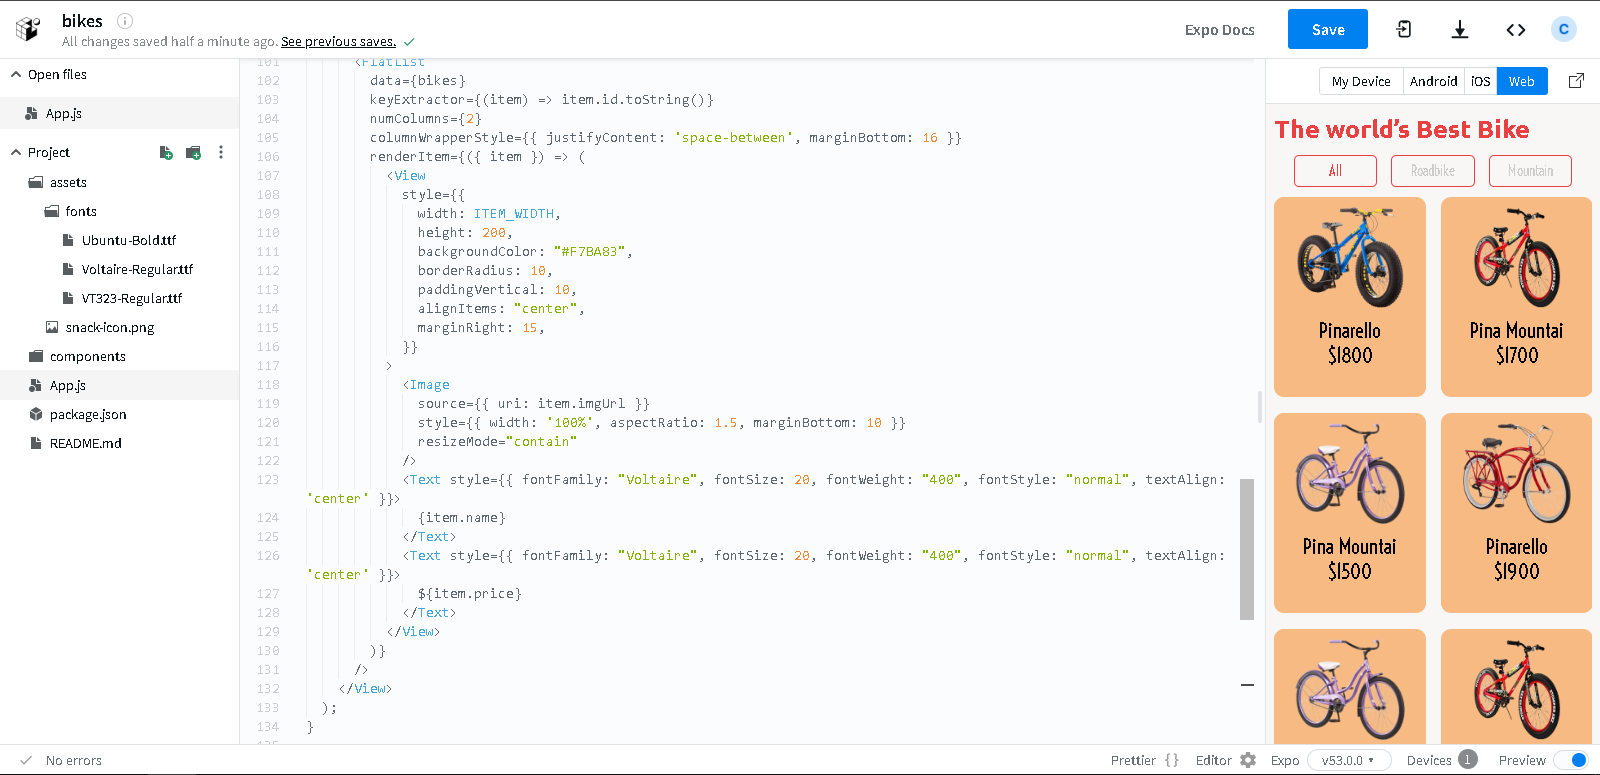 bikes
All changes saved half a minute ago. See previous saves.
Expo Docs
Save
C
Open files
App.js
Project
assets
fonts
Ubuntu-Bold.ttf
Voltaire-Regular.ttf
VT323-Regular.ttf
snack-icon.png
components
App.js
package.json
README.md
101 <FlatList
102 data={bikes}
103 keyExtractor={(item) => item.id.toString()}
104 numColumns={2}
105 columnWrapperStyle={{ justifyContent: 'space-between', marginBottom: 16 }}
106 renderItem={({ item }) => (
107 <View
108 style={{
109 width: ITEM_WIDTH,
110 height: 200,
111 backgroundColor: "#F7BA83",
112 borderRadius: 10,
113 paddingVertical: 10,
114 alignItems: "center",
115 marginRight: 15,
116 }}
117 >
118 <Image
119 source={{ uri: item.imgUrl }}
120 style={{ width: '100%', aspectRatio: 1.5, marginBottom: 10 }}
121 resizeMode="contain"
122 />
123 <Text style={{ fontFamily: "Voltaire", fontSize: 20, fontWeight: "400", fontStyle: "normal", textAlign:
'center' }}>
124 {item.name}
125 </Text>
126 <Text style={{ fontFamily: "Voltaire", fontSize: 20, fontWeight: "400", fontStyle: "normal", textAlign:
'center' }}>
127 ${item.price}
128 </Text>
129 </View>
130 )}
131 />
132 </View>
133 );
134 }
My Device Android iOS Web
The world's Best Bike
All Roadbike Mountain
Pinarello
$1800
Pina Mountai
$1700
Pina Mountai
$1500
Pinarello
$1900
No errors
Prettier {} Editor Expo v53.0.0 Devices 1 Preview